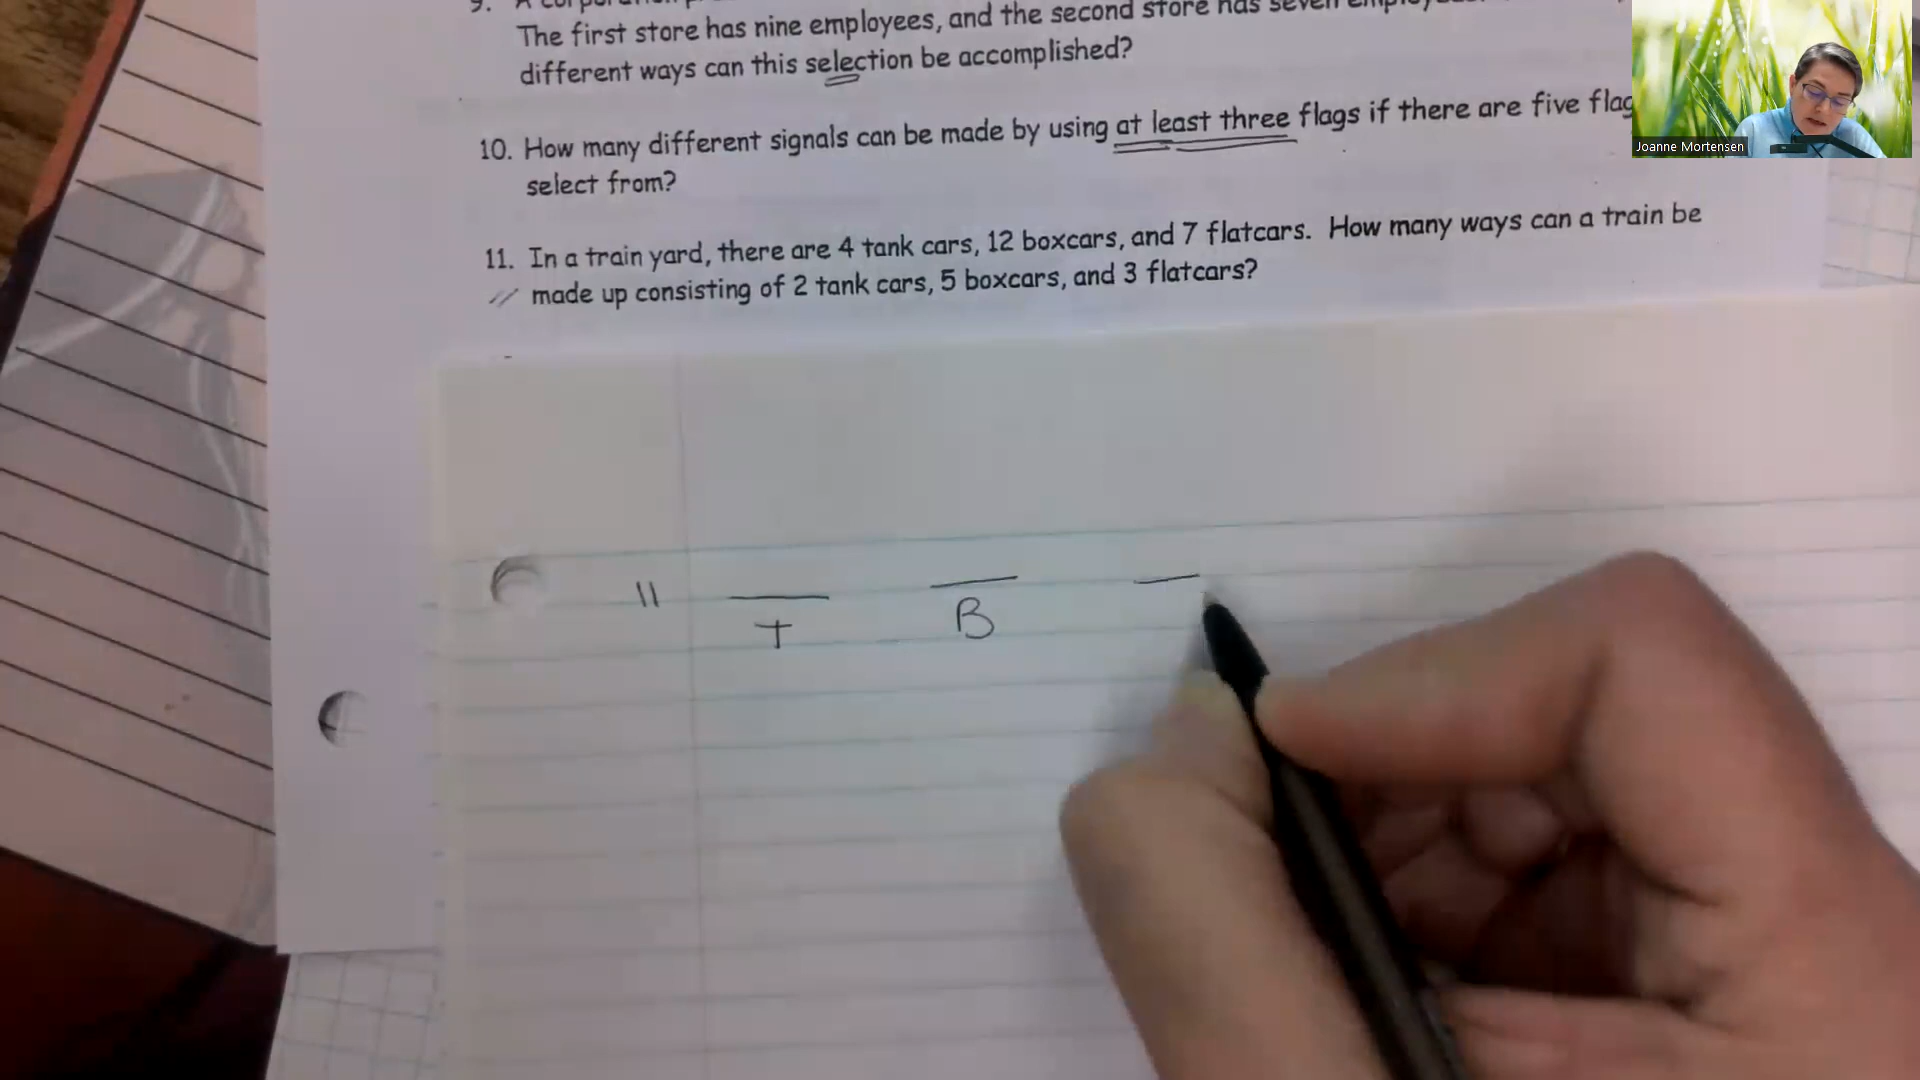 9. A corporation
The first store has nine employees, and the second store has seven
different ways can this selection be accomplished?
10. How many different signals can be made by using at least three flags if there are five flag
select from?
11. In a train yard, there are 4 tank cars, 12 boxcars, and 7 flatcars. How many ways can a train be
made up consisting of 2 tank cars, 5 boxcars, and 3 flatcars?
Joanne Mortensen
11
T B